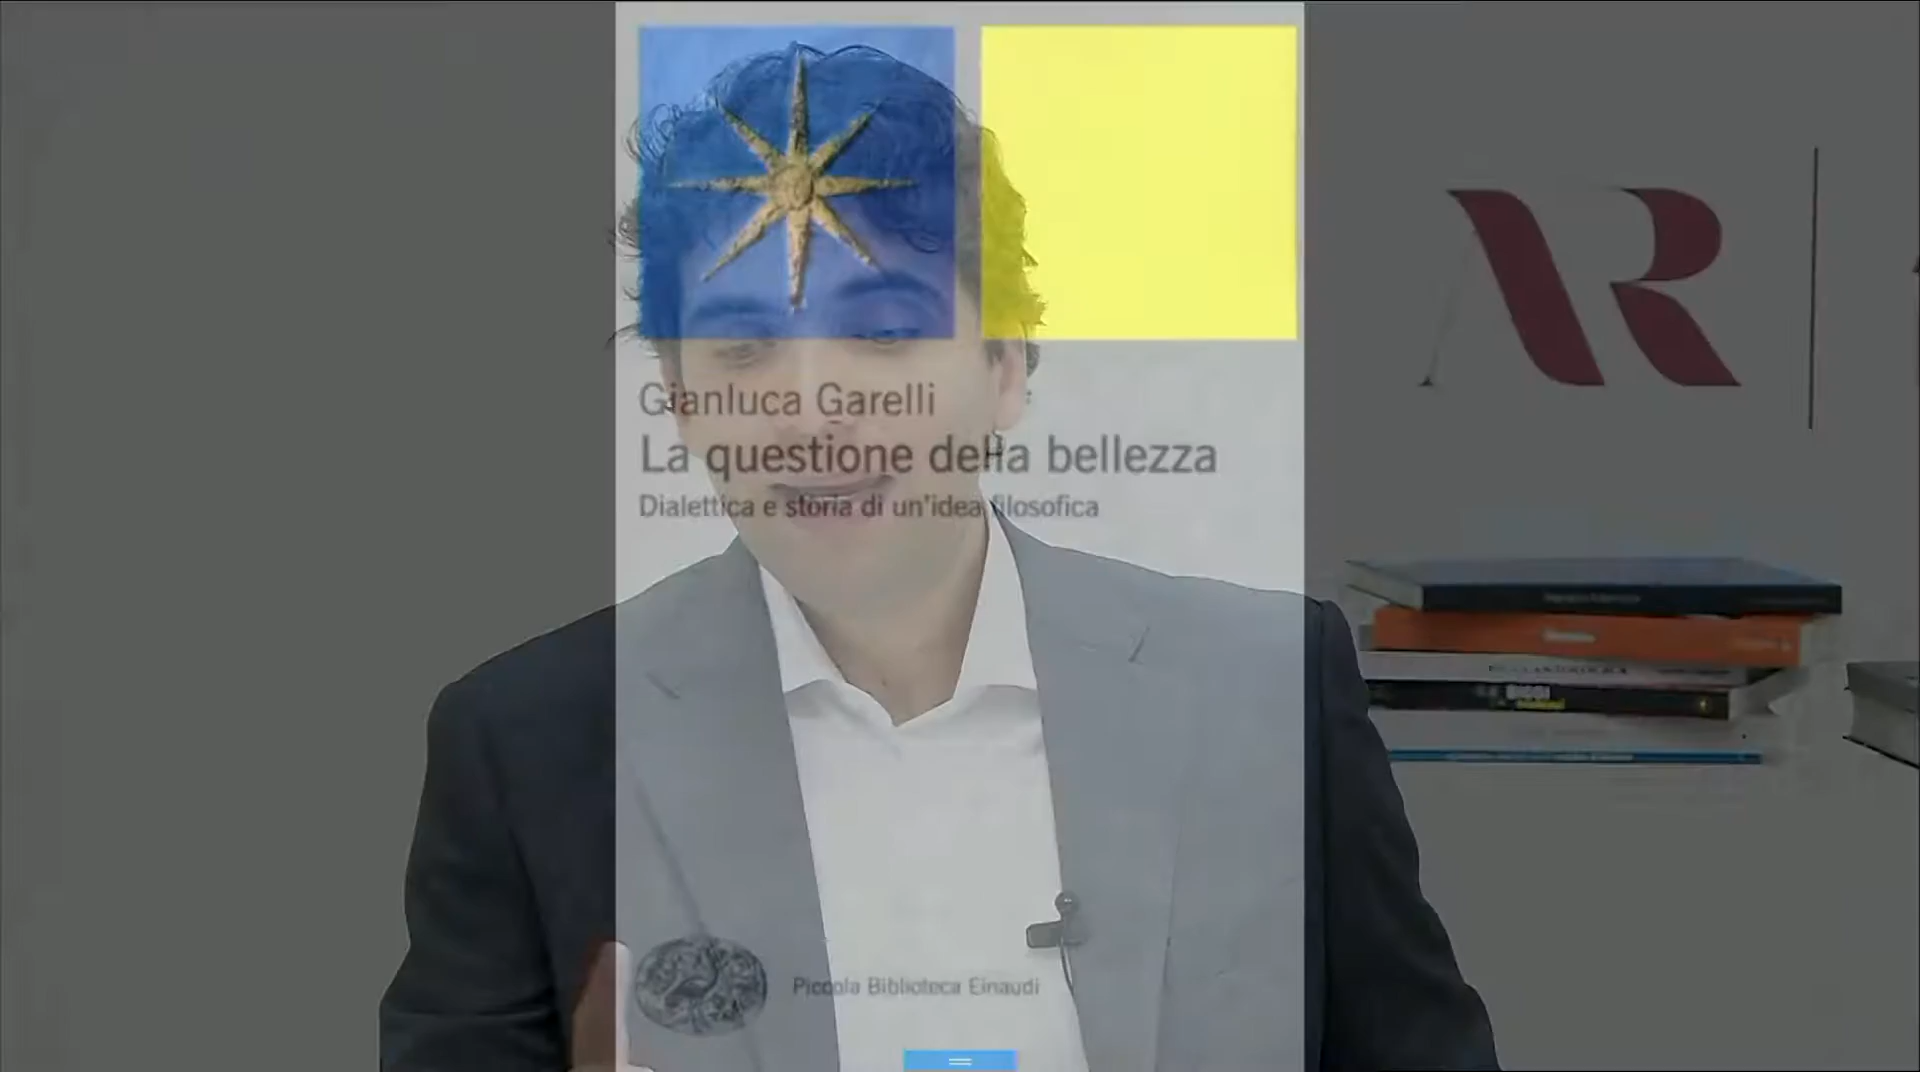 AR
Gianluca Garelli
La questione della bellezza
Dialettica e storia di un'idea filosofica
Piccola Biblioteca Einaudi